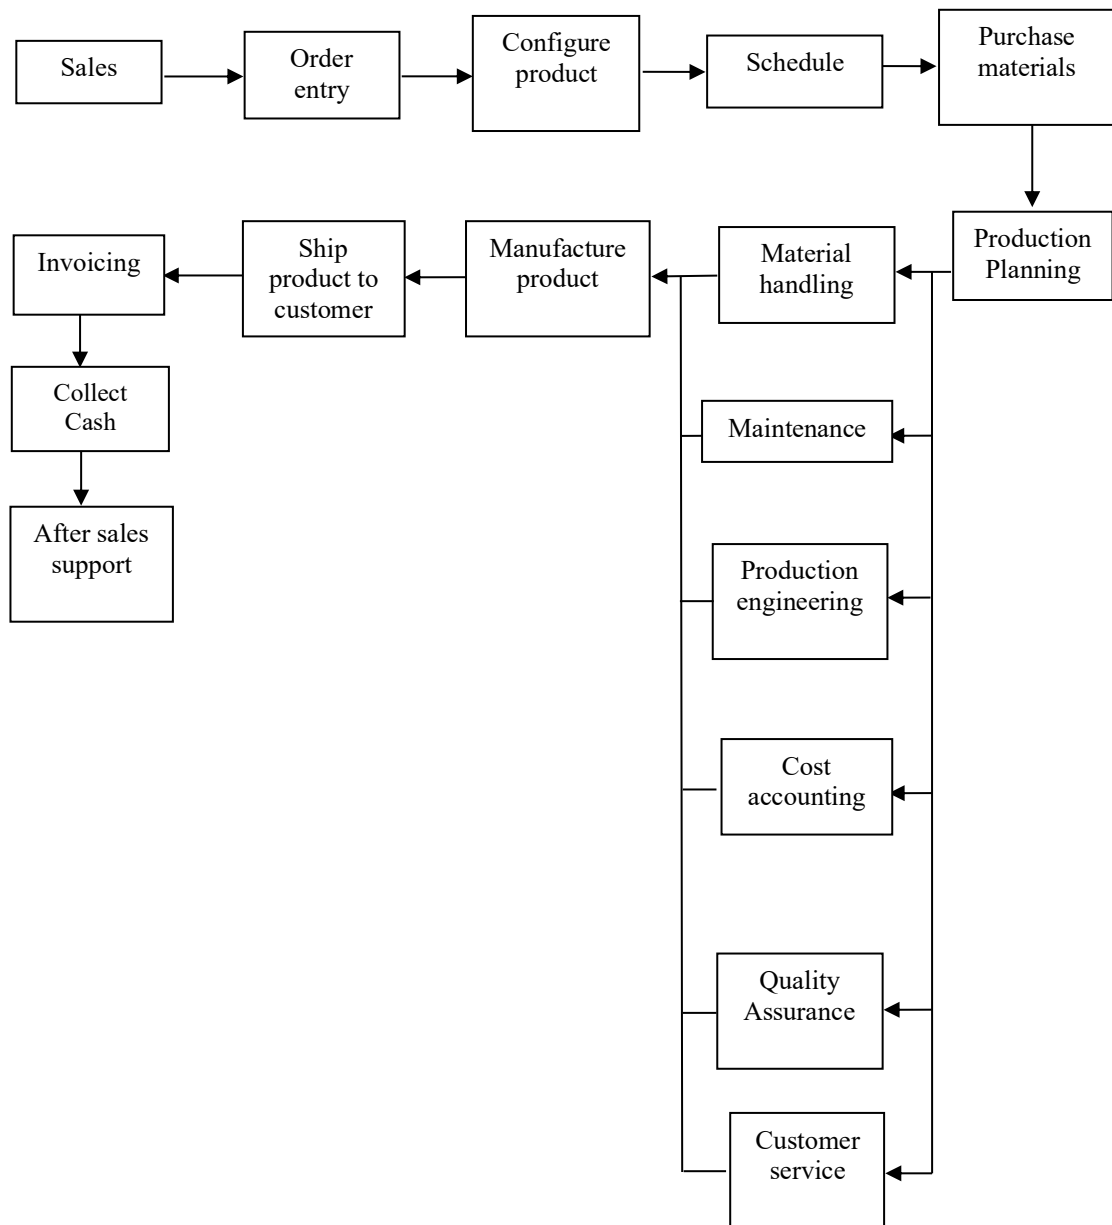 Sales
Order
entry
Configure
product
Schedule
Purchase
materials
Production
Planning
Material
handling
Manufacture
product
Ship
product to
customer
Invoicing
Collect
Cash
After sales
support
Maintenance
Production
engineering
Cost
accounting
Quality
Assurance
Customer
service